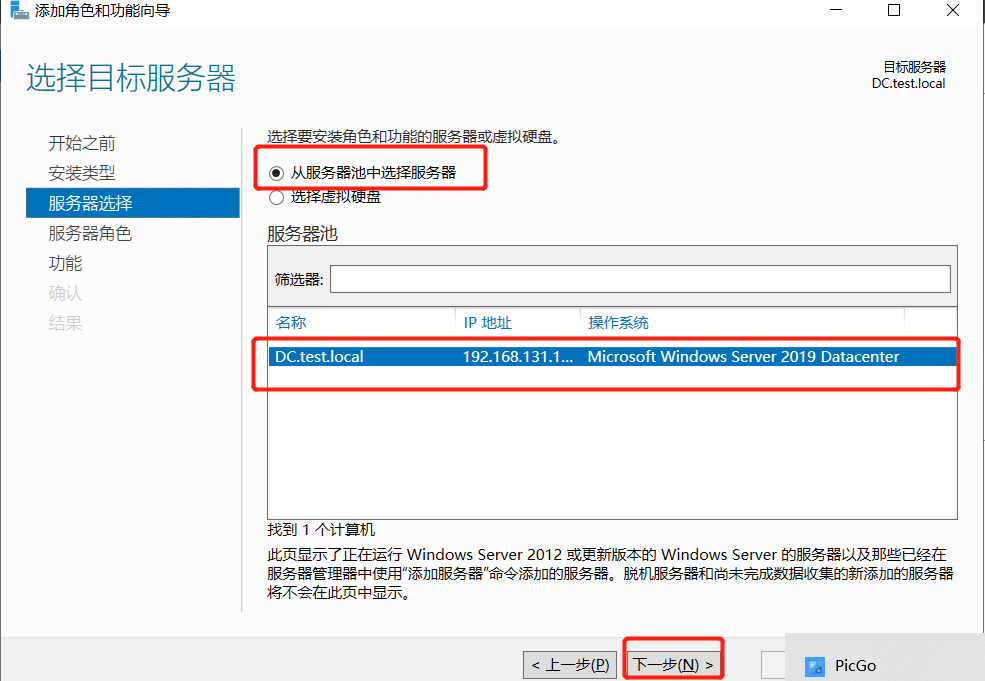 添加角色和功能向导
选择目标服务器
目标服务器
DC.test.local
开始之前
安装类型
服务器选择
服务器角色
功能
确认
结果
选择要安装角色和功能的服务器或虚拟硬盘。
从服务器池中选择服务器
选择虚拟硬盘
服务器池
筛选器:
名称 IP 地址 操作系统
DC.test.local 192.168.131.1... Microsoft Windows Server 2019 Datacenter
找到 1 个计算机
此页显示了正在运行 Windows Server 2012 或更新版本的 Windows Server 的服务器以及那些已经在
服务器管理器中使用"添加服务器"命令添加的服务器。脱机服务器和尚未完成数据收集的新添加的服务器
将不会在此页中显示。
< 上一步(P) 下一步(N) >
PicGo